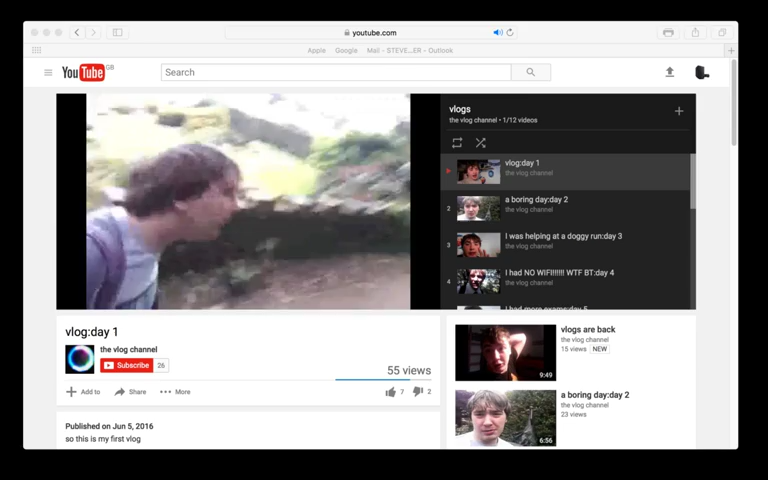 youtube.com
Apple Google Mail - STEVE...ER - Outlook
YouTube GB
Search
vlogs
the vlog channel • 1/12 videos
vlog:day 1
the vlog channel
2
a boring day:day 2
the vlog channel
3
I was helping at a doggy run:day 3
the vlog channel
4
I had NO WIFI!!!!!!! WTF BT:day 4
the vlog channel
I had more exams:day 5
vlog:day 1
the vlog channel
Subscribe 26
55 views
Add to Share More
7 2
Published on Jun 5, 2016
so this is my first vlog
vlogs are back
the vlog channel
15 views NEW
9:49
a boring day:day 2
the vlog channel
23 views
6:56